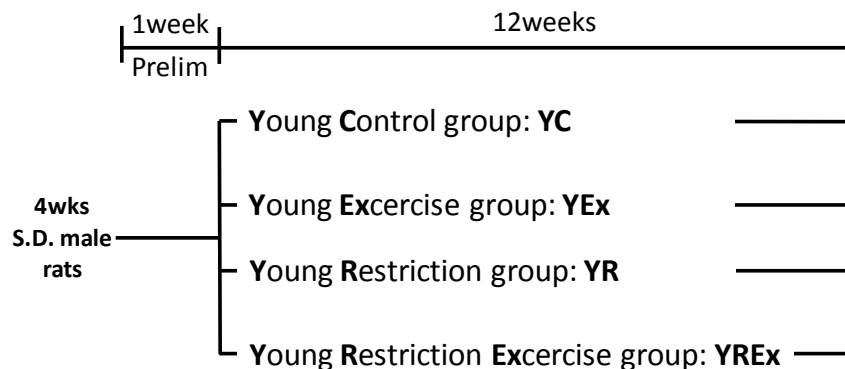 1week
12weeks
Prelim
Young Control group: YC
4wks
S.D. male
rats
Young Excercise group: YEx
Young Restriction group: YR
Young Restriction Excercise group: YREx